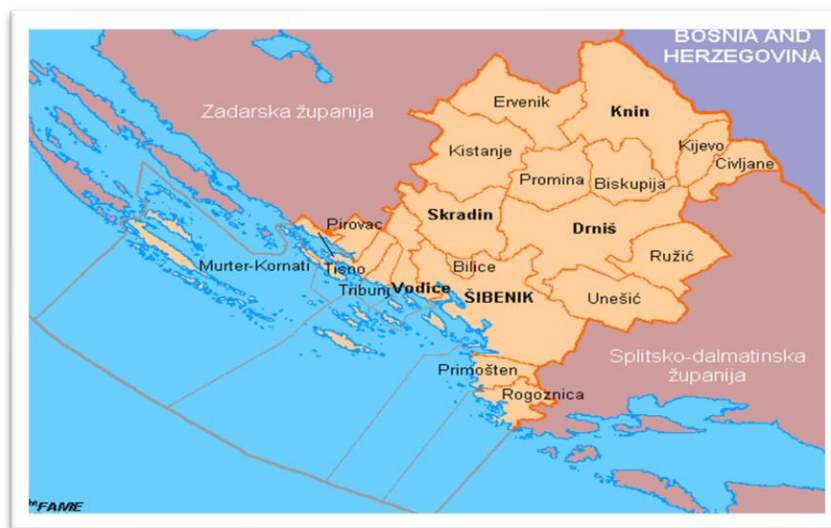 BOSNIA AND
HERZEGOVINA
Zadarska županija
Ervenik
Knin
Kistanje
Kijevo
Civljane
Promina
Biskupija
Skradin
Drniš
Pirovac
Ružić
Murter-Kornati
Tisno
Bilice
Tribunj
Vodice
ŠIBENIK
Unešić
Primošten
Splitsko-dalmatinska
županija
Rogoznica
FAME